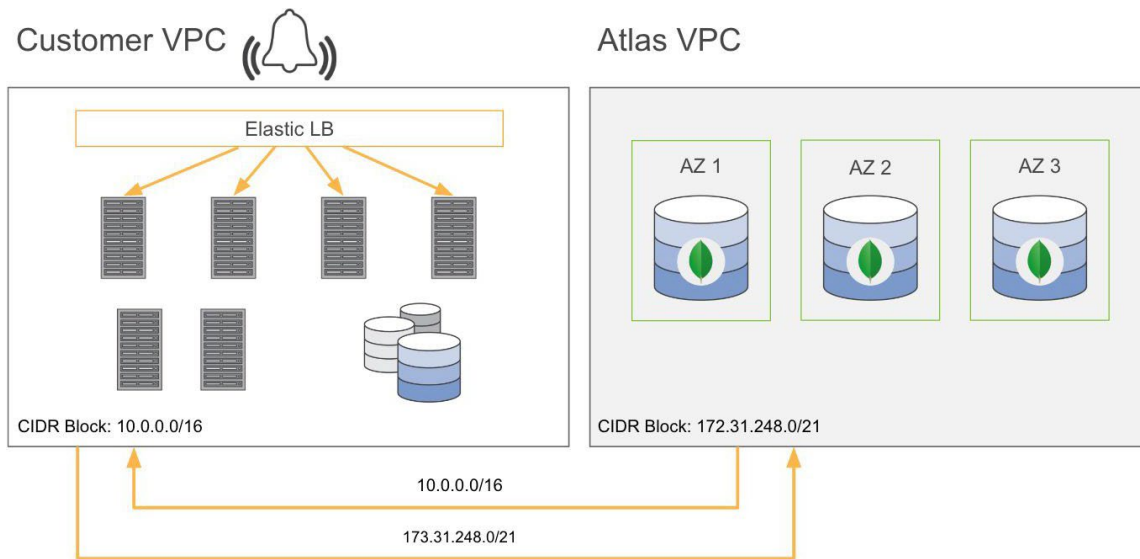 Customer VPC
Atlas VPC
Elastic LB
AZ 1
AZ 2
AZ 3
CIDR Block: 10.0.0.0/16
CIDR Block: 172.31.248.0/21
10.0.0.0/16
173.31.248.0/21